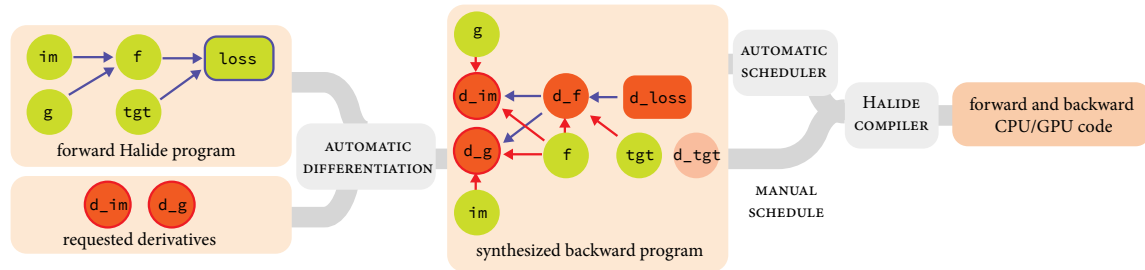 im
f
loss
g
tgt
forward Halide program
d_im
d_g
requested derivatives
AUTOMATIC
DIFFERENTIATION
g
d_im
d_f
d_loss
d_g
f
tgt
d_tgt
im
synthesized backward program
AUTOMATIC
SCHEDULER
MANUAL
SCHEDULE
HALIDE
COMPILER
forward and backward
CPU/GPU code